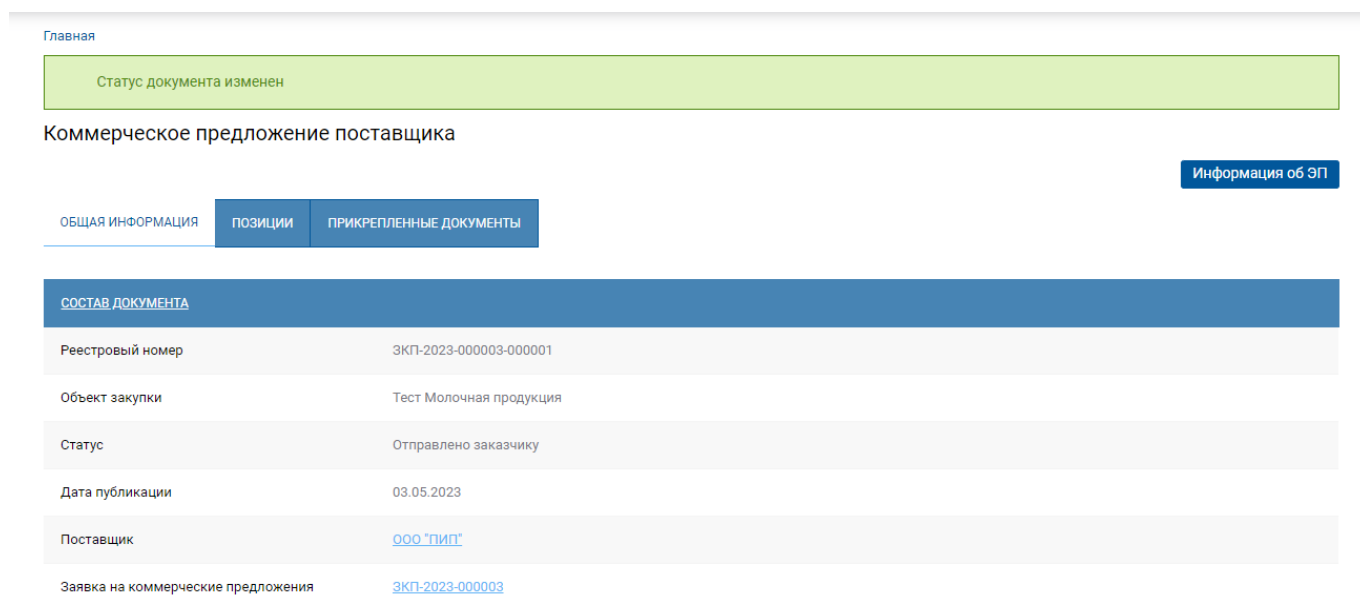 Главная
Статус документа изменен
Коммерческое предложение поставщика
Информация об ЭП
ОБЩАЯ ИНФОРМАЦИЯ ПОЗИЦИИ ПРИКРЕПЛЕННЫЕ ДОКУМЕНТЫ
СОСТАВ ДОКУМЕНТА
Реестровый номер ЗКП-2023-000003-000001
Объект закупки Тест Молочная продукция
Статус Отправлено заказчику
Дата публикации 03.05.2023
Поставщик ООО "ПИП"
Заявка на коммерческие предложения ЗКП-2023-000003